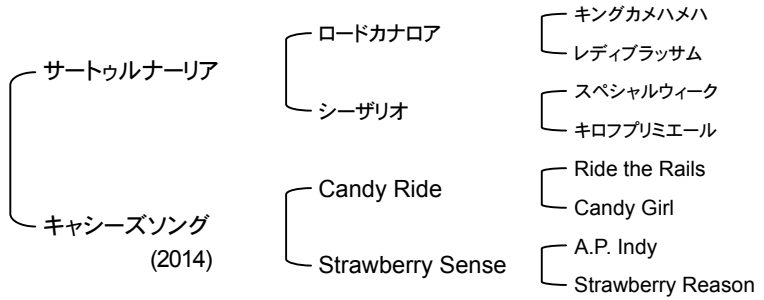 サートゥルナーリア
ロードカナロア
キングカメハメハ
レディブラッサム
シーザリオ
スペシャルウィーク
キロフプリミエール
キャシーズソング
(2014)
Candy Ride
Ride the Rails
Candy Girl
Strawberry Sense
A.P. Indy
Strawberry Reason